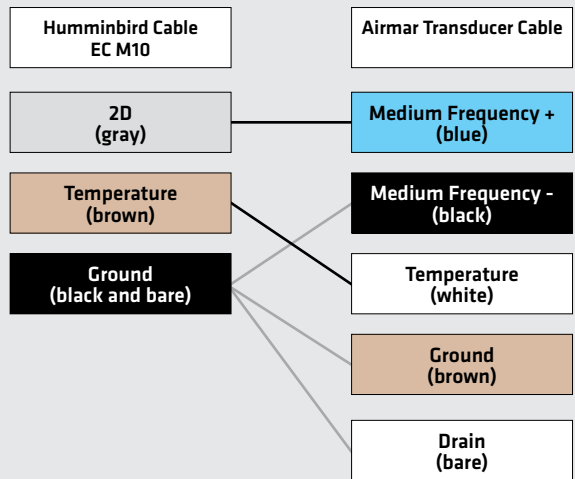 Humminbird Cable
EC M10
Airmar Transducer Cable
2D
(gray)
Medium Frequency +
(blue)
Temperature
(brown)
Medium Frequency -
(black)
Ground
(black and bare)
Temperature
(white)
Ground
(brown)
Drain
(bare)